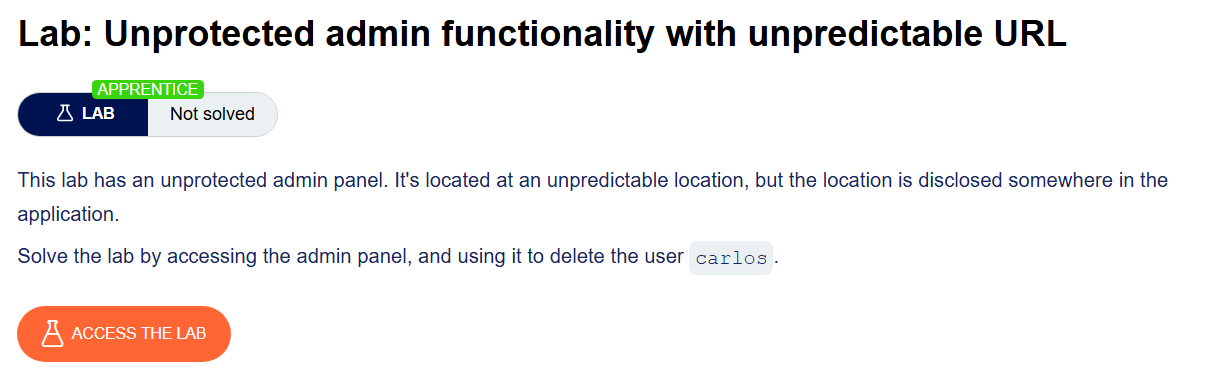 Lab: Unprotected admin functionality with unpredictable URL
APPRENTICE
LAB Not solved
This lab has an unprotected admin panel. It's located at an unpredictable location, but the location is disclosed somewhere in the
application.
Solve the lab by accessing the admin panel, and using it to delete the user carlos.
ACCESS THE LAB